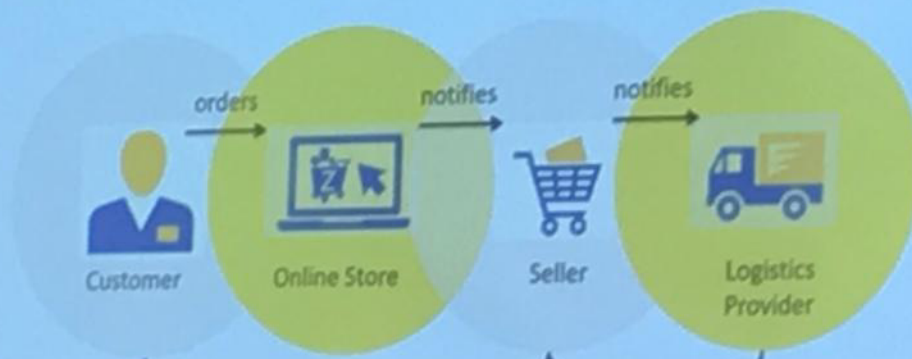 orders
notifies
notifies
Z
Customer
Online Store
Seller
Logistics
Provider